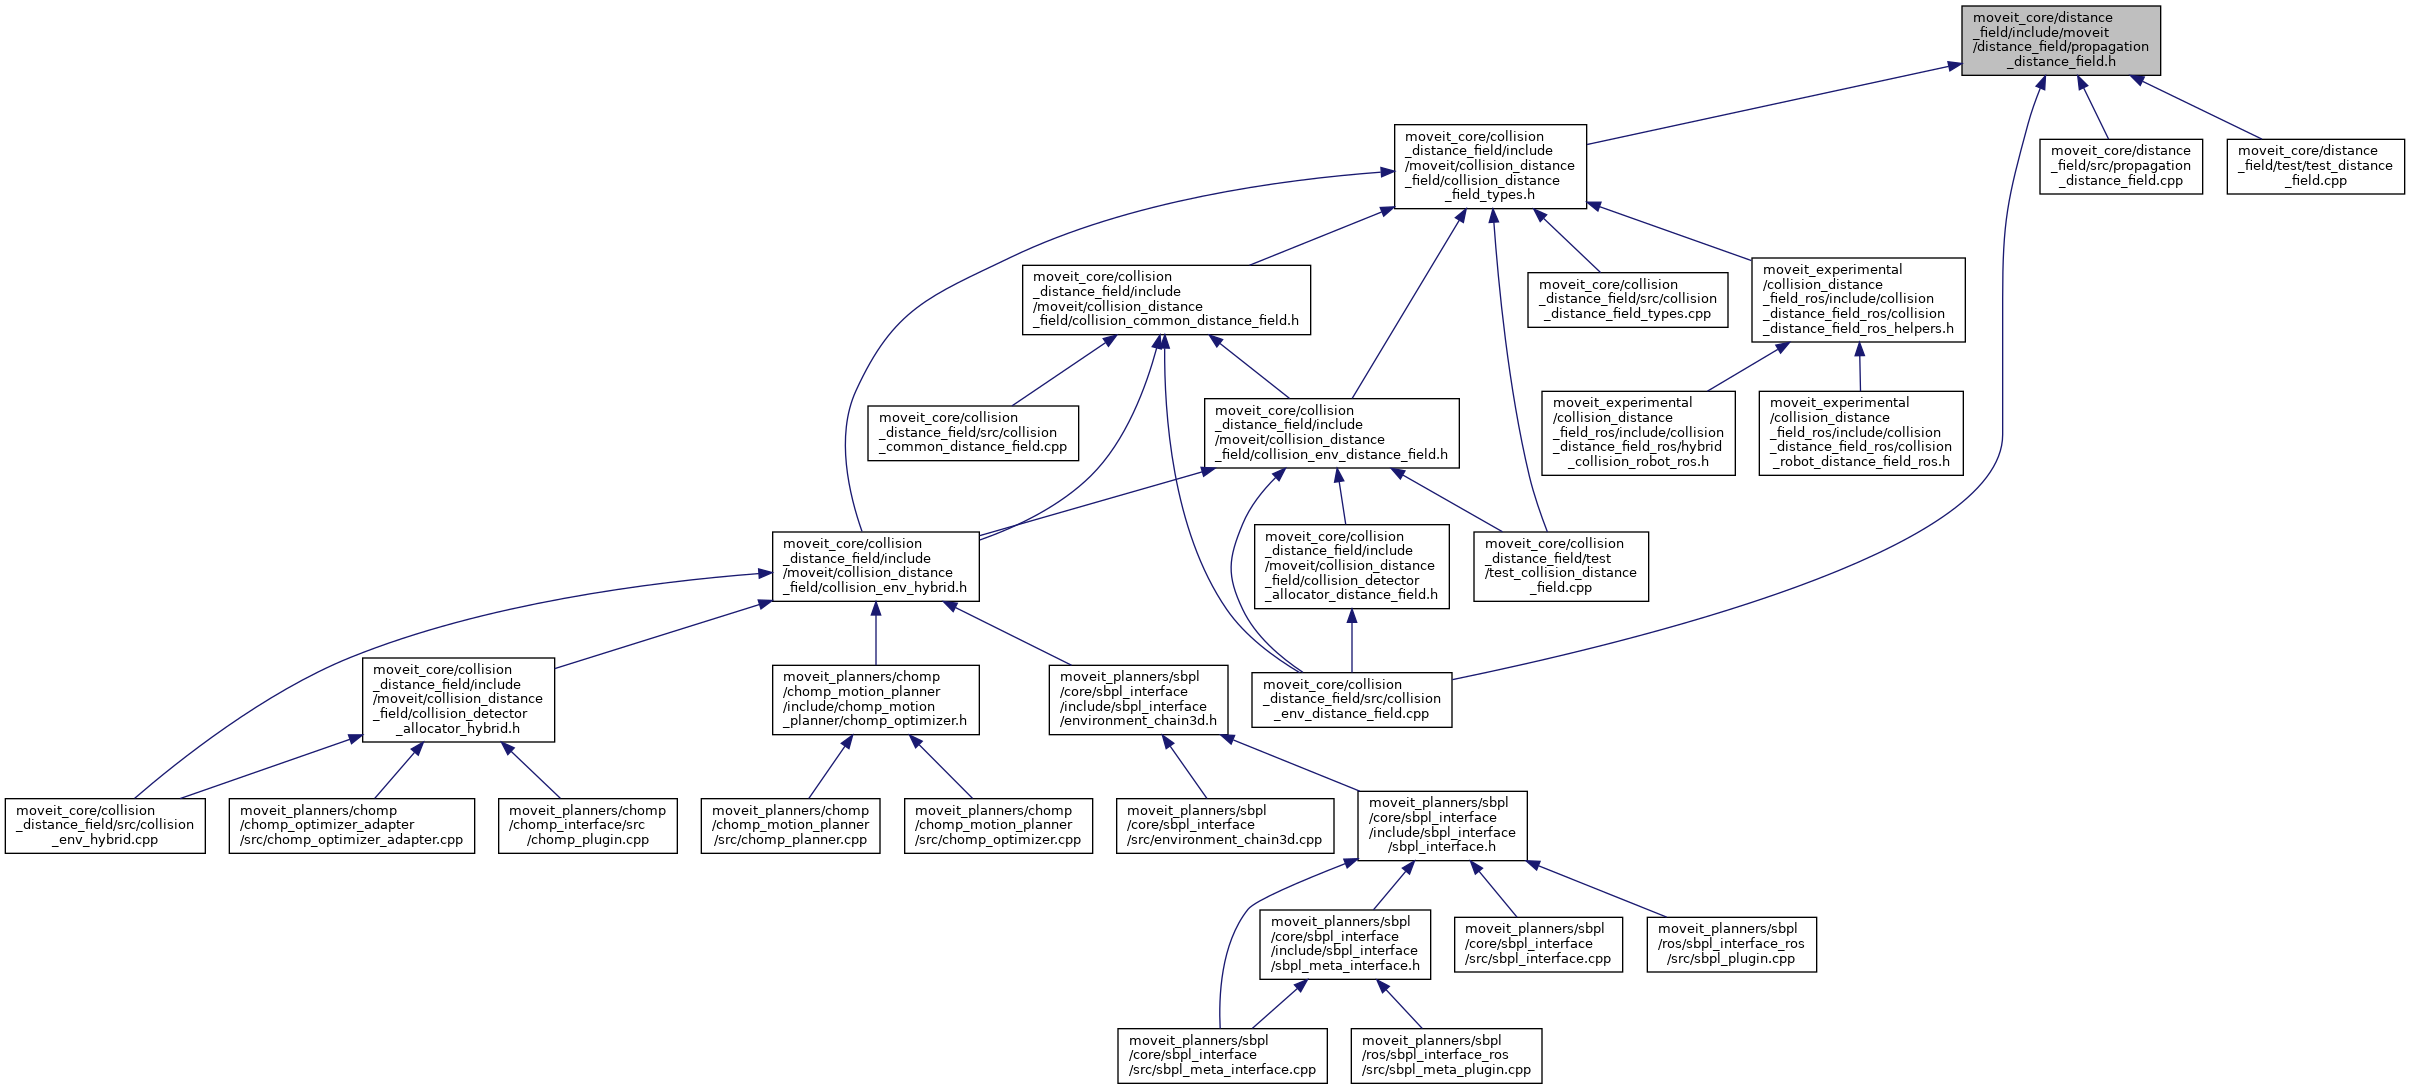 moveit_core/distance
_field/include/moveit
/distance_field/propagation
_distance_field.h
moveit_core/collision
_distance_field/include
/moveit/collision_distance
_field/collision_distance
_field_types.h
moveit_core/distance
_field/src/propagation
_distance_field.cpp
moveit_core/distance
_field/test/test_distance
_field.cpp
moveit_core/collision
_distance_field/include
/moveit/collision_distance
_field/collision_common_distance_field.h
moveit_core/collision
_distance_field/src/collision
_distance_field_types.cpp
moveit_experimental
/collision_distance
_field_ros/include/collision
_distance_field_ros/collision
_distance_field_ros_helpers.h
moveit_core/collision
_distance_field/src/collision
_common_distance_field.cpp
moveit_core/collision
_distance_field/include
/moveit/collision_distance
_field/collision_env_distance_field.h
moveit_experimental
/collision_distance
_field_ros/include/collision
_distance_field_ros/hybrid
_collision_robot_ros.h
moveit_experimental
/collision_distance
_field_ros/include/collision
_distance_field_ros/collision
_robot_distance_field_ros.h
moveit_core/collision
_distance_field/include
/moveit/collision_distance
_field/collision_env_hybrid.h
moveit_core/collision
_distance_field/include
/moveit/collision_distance
_field/collision_detector
_allocator_distance_field.h
moveit_core/collision
_distance_field/test
/test_collision_distance
_field.cpp
moveit_core/collision
_distance_field/include
/moveit/collision_distance
_field/collision_detector
_allocator_hybrid.h
moveit_planners/chomp
/chomp_motion_planner
/include/chomp_motion
_planner/chomp_optimizer.h
moveit_planners/sbpl
/core/sbpl_interface
/include/sbpl_interface
/environment_chain3d.h
moveit_core/collision
_distance_field/src/collision
_env_distance_field.cpp
moveit_core/collision
_distance_field/src/collision
_env_hybrid.cpp
moveit_planners/chomp
/chomp_optimizer_adapter
/src/chomp_optimizer_adapter.cpp
moveit_planners/chomp
/chomp_interface/src
/chomp_plugin.cpp
moveit_planners/chomp
/chomp_motion_planner
/src/chomp_planner.cpp
moveit_planners/chomp
/chomp_motion_planner
/src/chomp_optimizer.cpp
moveit_planners/sbpl
/core/sbpl_interface
/src/environment_chain3d.cpp
moveit_planners/sbpl
/core/sbpl_interface
/include/sbpl_interface
/sbpl_interface.h
moveit_planners/sbpl
/core/sbpl_interface
/include/sbpl_interface
/sbpl_meta_interface.h
moveit_planners/sbpl
/core/sbpl_interface
/src/sbpl_interface.cpp
moveit_planners/sbpl
/ros/sbpl_interface_ros
/src/sbpl_plugin.cpp
moveit_planners/sbpl
/core/sbpl_interface
/src/sbpl_meta_interface.cpp
moveit_planners/sbpl
/ros/sbpl_interface_ros
/src/sbpl_meta_plugin.cpp